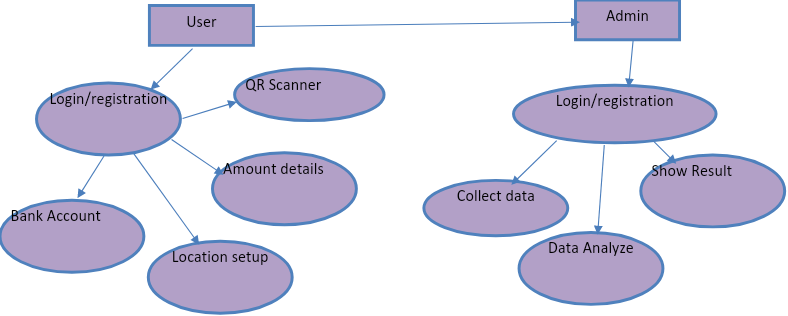 User
Admin
Login/registration
QR Scanner
Amount details
Bank Account
Location setup
Login/registration
Collect data
Data Analyze
Show Result